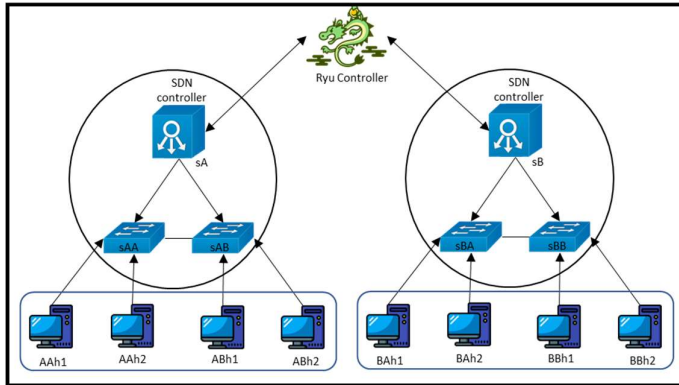 Ryu Controller
SDN
controller
sA
SDN
controller
sB
sAA
sAB
sBA
sBB
AAh1
AAh2
ABh1
ABh2
BAh1
BAh2
BBh1
BBh2